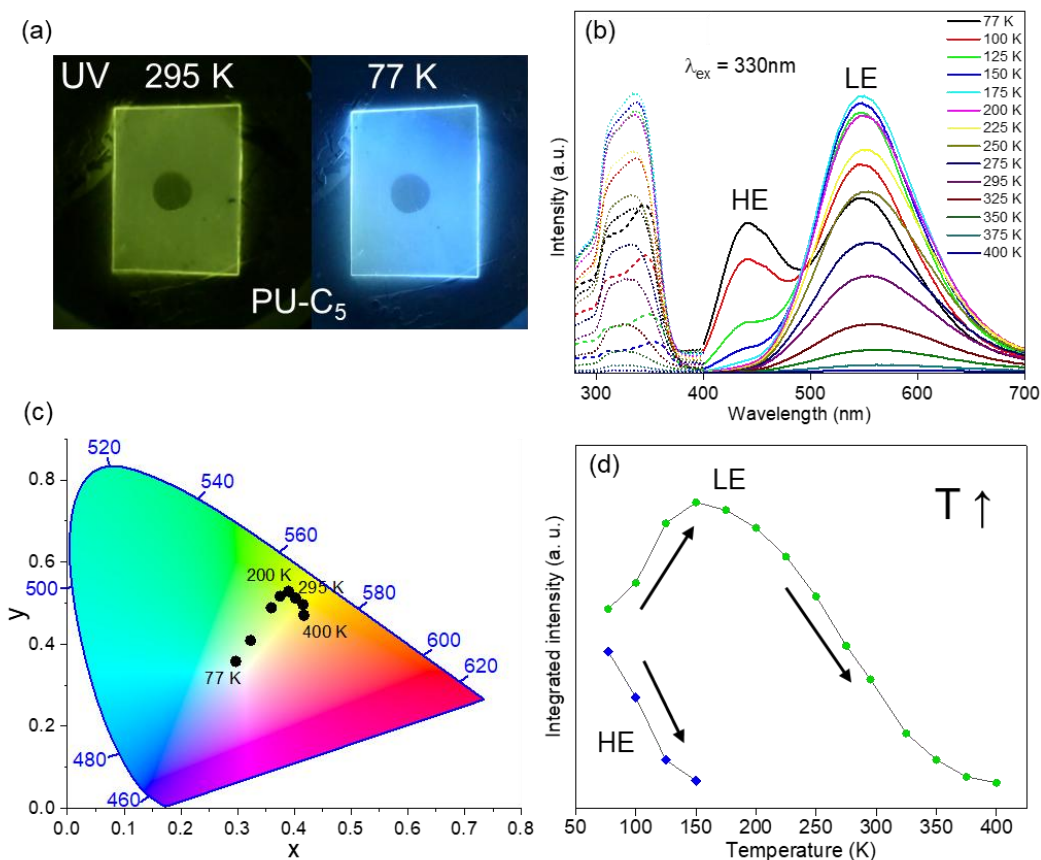 (a)
UV 295 K 77 K
PU-C₅
(b)
λex = 330nm
HE
LE
77 K
100 K
125 K
150 K
175 K
200 K
225 K
250 K
275 K
295 K
325 K
350 K
375 K
400 K
Intensity (a.u.)
300 400 500 600 700
Wavelength (nm)
(c)
520
540
560
580
600
620
500
480
460
200 K
295 K
400 K
77 K
0.8
0.6
0.4
0.2
0.0
y
0.0 0.1 0.2 0.3 0.4 0.5 0.6 0.7 0.8
x
(d)
LE
T ↑
HE
Integrated intensity (a. u.)
50 100 150 200 250 300 350 400
Temperature (K)